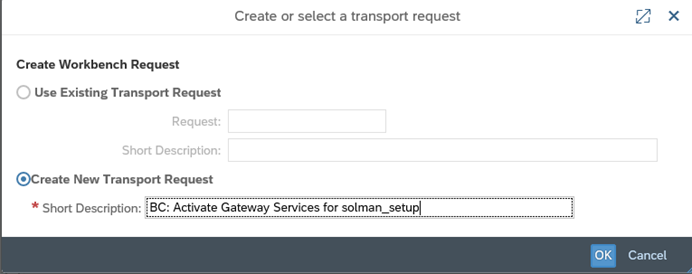 Create or select a transport request
Create Workbench Request
Use Existing Transport Request
Request:
Short Description:
Create New Transport Request
* Short Description: BC: Activate Gateway Services for solman_setup
OK Cancel